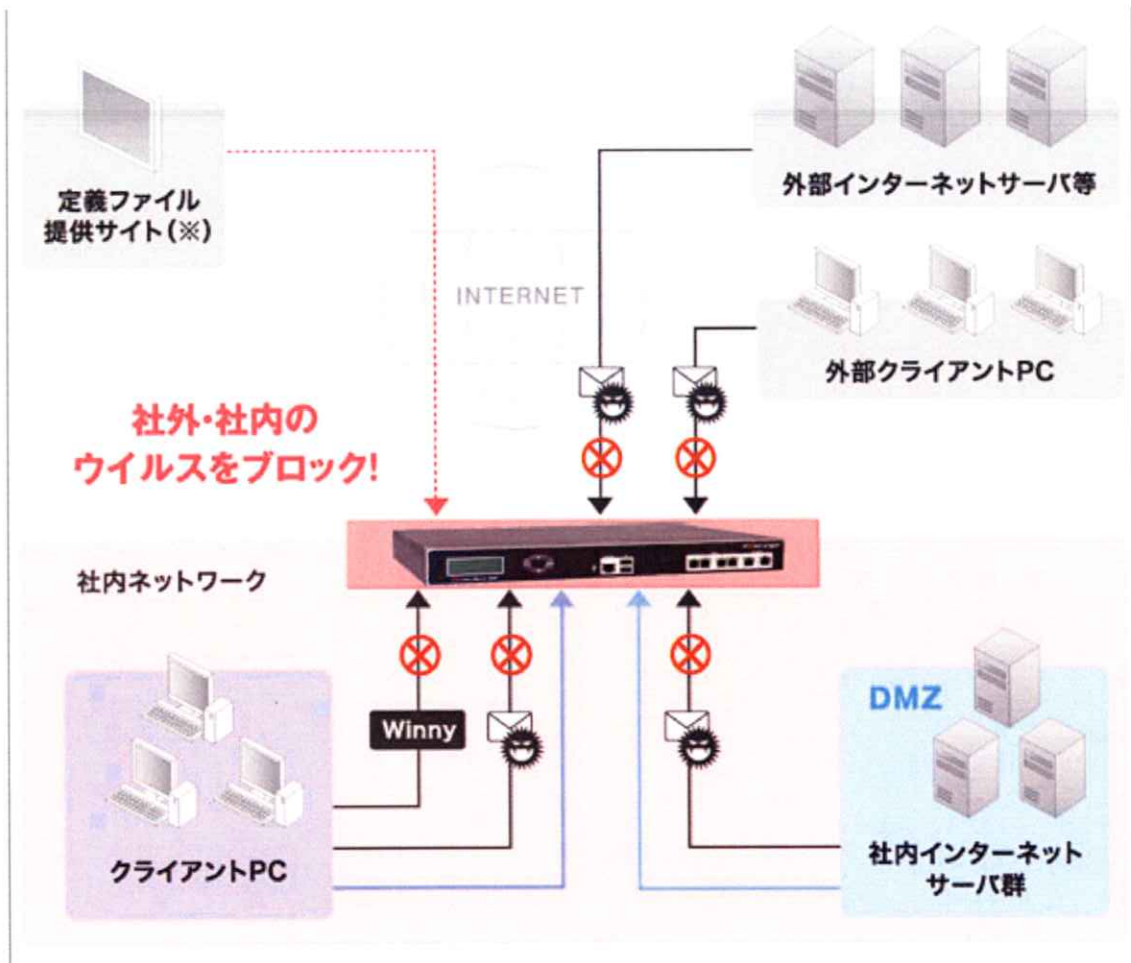 定義ファイル
提供サイト(※)
外部インターネットサーバ等
INTERNET
外部クライアントPC
社外・社内の
ウイルスをブロック!
社内ネットワーク
Winny
DMZ
クライアントPC
社内インターネット
サーバ群